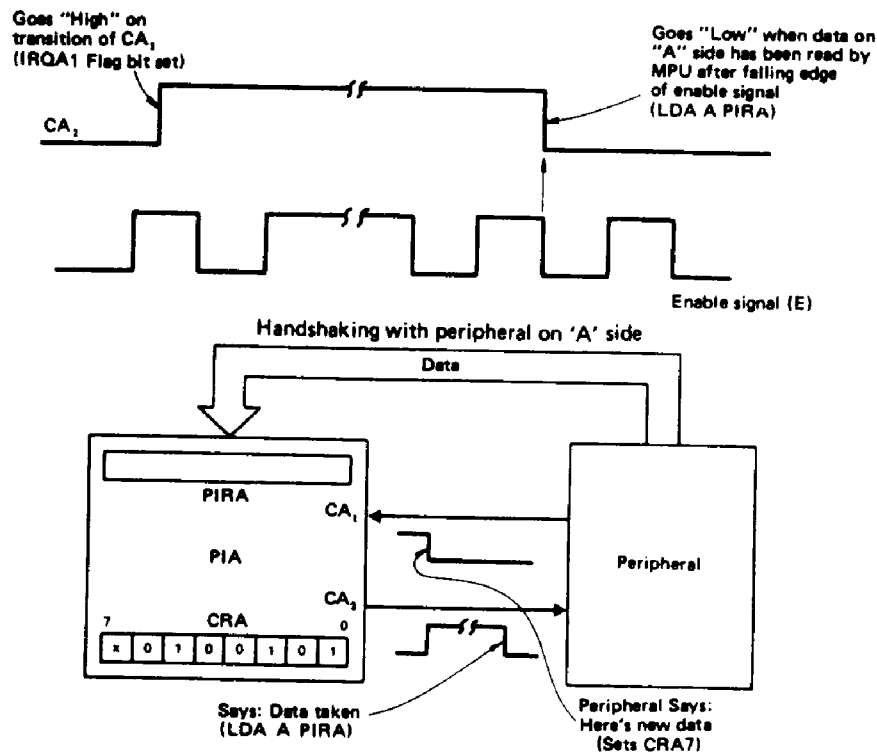 Goes "High" on
transition of CA₁
(IRQA1 Flag bit set)
Goes "Low" when data on
"A" side has been read by
MPU after falling edge
of enable signal
(LDA A PIRA)
CA₂
Enable signal (E)
Handshaking with peripheral on 'A' side
Data
PIRA
CA₁
PIA
Peripheral
CA₂
CRA
7 0
x 0 1 0 0 1 0 1
Says: Data taken
(LDA A PIRA)
Peripheral Says:
Here's new data
(Sets CRA7)